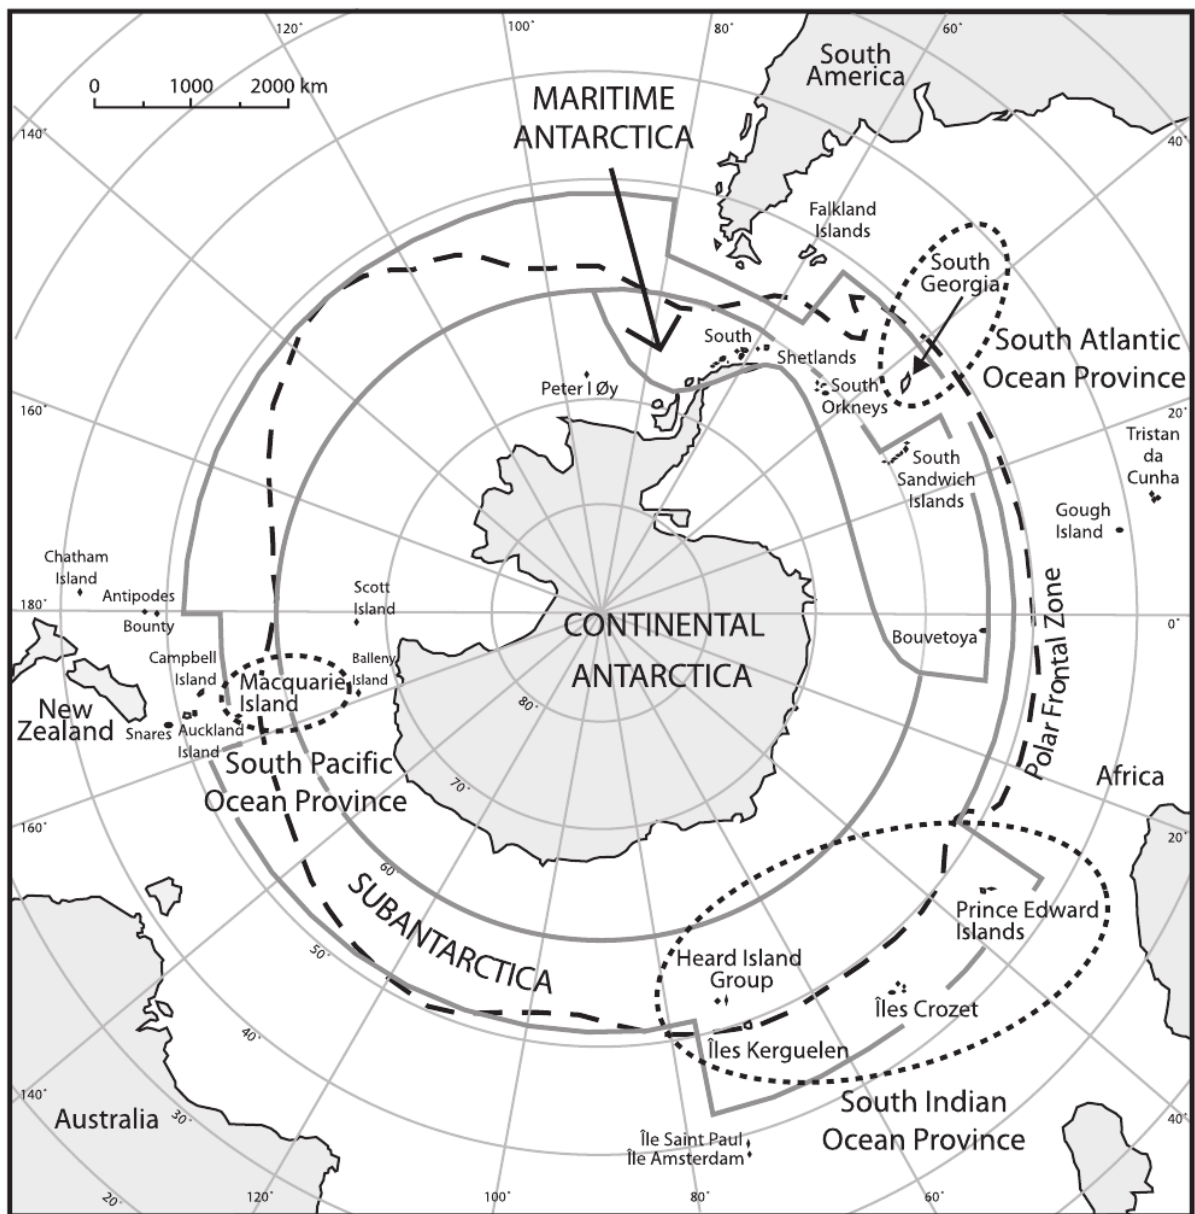 120°
100°
80°
60°
0 1000 2000 km
South
America
MARITIME
ANTARCTICA
140°
40°
Falkland
Islands
South
Georgia
South Atlantic
Ocean Province
South
Shetlands
Peter I Øy
South
Orkneys
160°
20°
Tristan
da
Cunha
South
Sandwich
Islands
Gough
Island
Chatham
Island
Antipodes
180°
Bounty
Scott
Island
CONTINENTAL
ANTARCTICA
Bouvetoya
0°
Polar Frontal Zone
Campbell
Island
Balleny
Island
Macquarie
Island
New
Zealand
Snares
Auckland
Island
80°
South Pacific
Ocean Province
70°
Africa
160°
20°
60°
SUBANTARCTICA
50°
Prince Edward
Islands
Heard Island
Group
Îles Crozet
40°
Îles Kerguelen
140°
Australia
30°
South Indian
Ocean Province
40°
Île Saint Paul
Île Amsterdam
20°
120°
100°
80°
60°